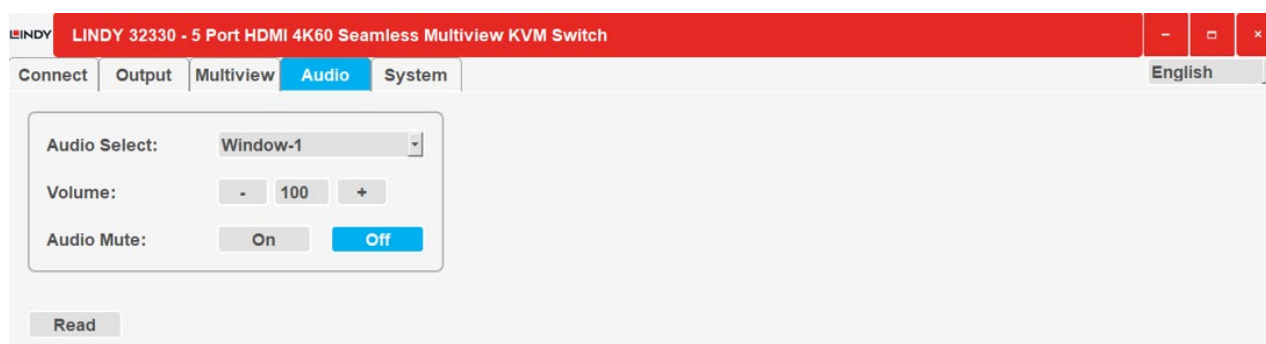 LINDY LINDY 32330 - 5 Port HDMI 4K60 Seamless Multiview KVM Switch
Connect Output Multiview Audio System English
Audio Select: Window-1
Volume: - 100 +
Audio Mute: On Off
Read